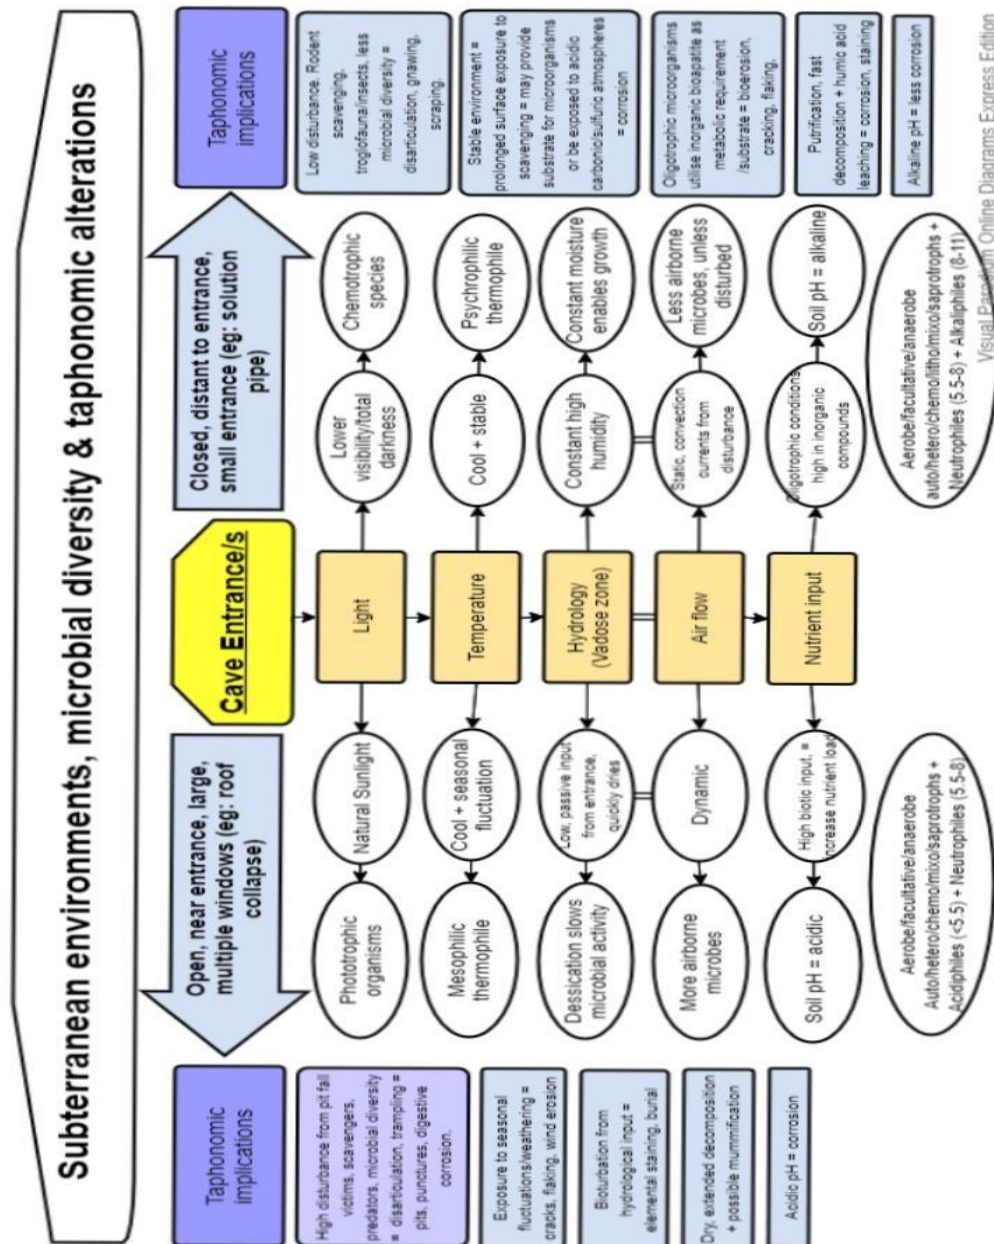 Subterranean environments, microbial diversity & taphonomic alterations
Taphonomic
implications
Open, near entrance, large,
multiple windows (eg: roof
collapse)
Cave Entrance/s
Closed, distant to entrance,
small entrance (eg: solution
pipe)
Taphonomic
implications
High disturbance from pit fall
victims, scavengers,
predators, microbial diversity
= disarticulation, trampling =
pits, punctures, digestive
corrosion.
Phototrophic
organisms
Natural Sunlight
Light
Lower
visibility/total
darkness
Chemotrophic
species
Low disturbance. Rodent
scavenging,
troglofauna/insects, less
microbial diversity =
disarticulation, gnawing,
scraping.
Exposure to seasonal
fluctuations/weathering =
cracks, flaking, wind erosion
Mesophilic
thermophile
Cool + seasonal
fluctuation
Temperature
Cool + stable
Psychrophilic
thermophile
Stable environment =
prolonged surface exposure to
scavenging = may provide
substrate for microorganisms
or be exposed to acidic
carbonic/sulfuric atmospheres
= corrosion
Bioturbation from
hydrological input =
elemental staining, burial
Dessication slows
microbial activity
Low, passive input
from entrance,
quickly dries
Hydrology
(Vadose zone)
Constant high
humidity
Constant moisture
enables growth
Oligotrophic microorganisms
utilise inorganic bioapatite as
metabolic requirement
/substrate = bioerosion,
cracking, flaking,
Dry, extended decomposition
+ possible mummification
More airborne
microbes
Dynamic
Air flow
Static, convection
currents from
disturbance
Less airborne
microbes, unless
disturbed
Purification, fast
decomposition + humic acid
leaching = corrosion, staining
Acidic pH = corrosion
Soil pH = acidic
High biotic input, =
increase nutrient load
Nutrient input
Oligotrophic conditions
high in inorganic
compounds
Soil pH = alkaline
Alkaline pH = less corrosion
Aerobe/facultative/anaerobe
Auto/hetero/chemo/mixo/saprotrophs +
Acidiphiles (<5.5) + Neutrophiles (5.5-8)
Aerobe/facultative/anaerobe
auto/hetero/chemo/litho/mixo/saprotrophs +
Neutrophiles (5.5-8) + Alkaliphiles (8-11)
Visual Paradigm Online Diagrams Express Edition